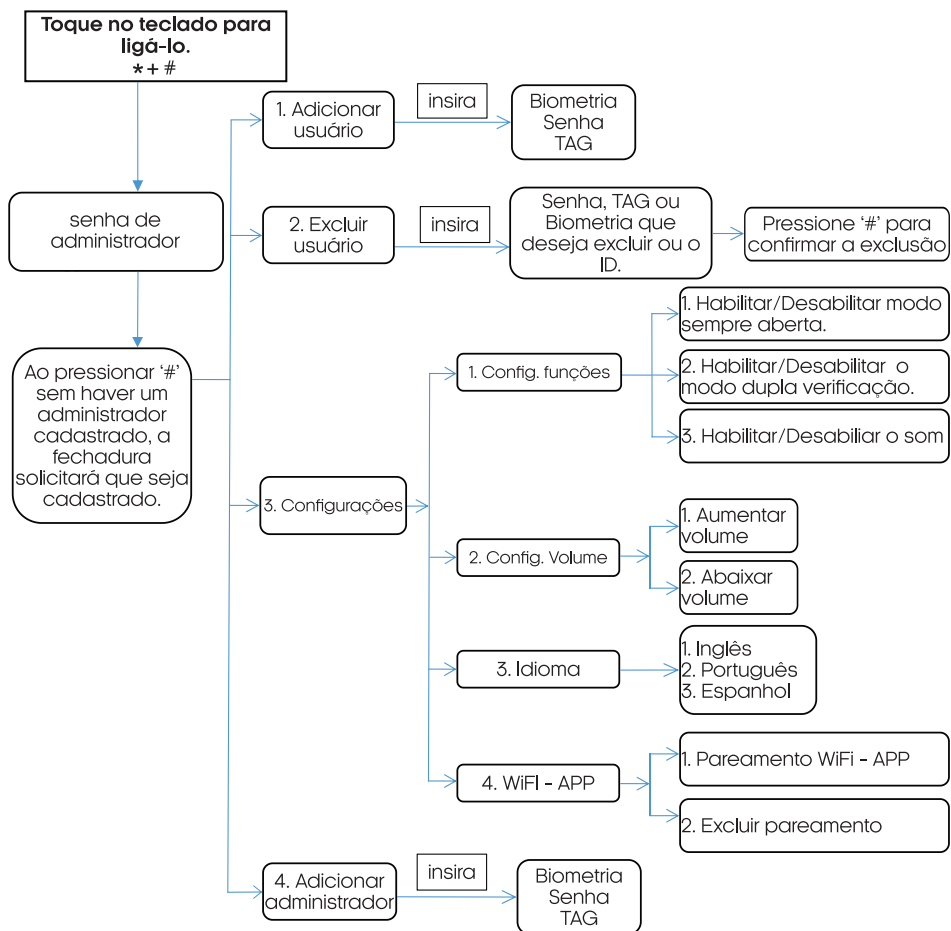 Toque no teclado para
ligá-lo.
*+#
senha de
administrador
Ao pressionar ‘#’
sem haver um
administrador
cadastrado, a
fechadura
solicitará que seja
cadastrado.
1. Adicionar
usuário
insira
Biometria
Senha
TAG
2. Excluir
usuário
insira
Senha, TAG ou
Biometria que
deseja excluir ou o
ID.
Pressione ‘#’ para
confirmar a exclusão
3. Configurações
1. Config. funções
1. Habilitar/Desabilitar modo
sempre aberta.
2. Habilitar/Desabilitar o
modo dupla verificação.
3. Habilitar/Desabiliar o som
2. Config. Volume
1. Aumentar
volume
2. Abaixar
volume
3. Idioma
1. Inglês
2. Português
3. Espanhol
4. WiFI - APP
1. Pareamento WiFi - APP
2. Excluir pareamento
4. Adicionar
administrador
insira
Biometria
Senha
TAG